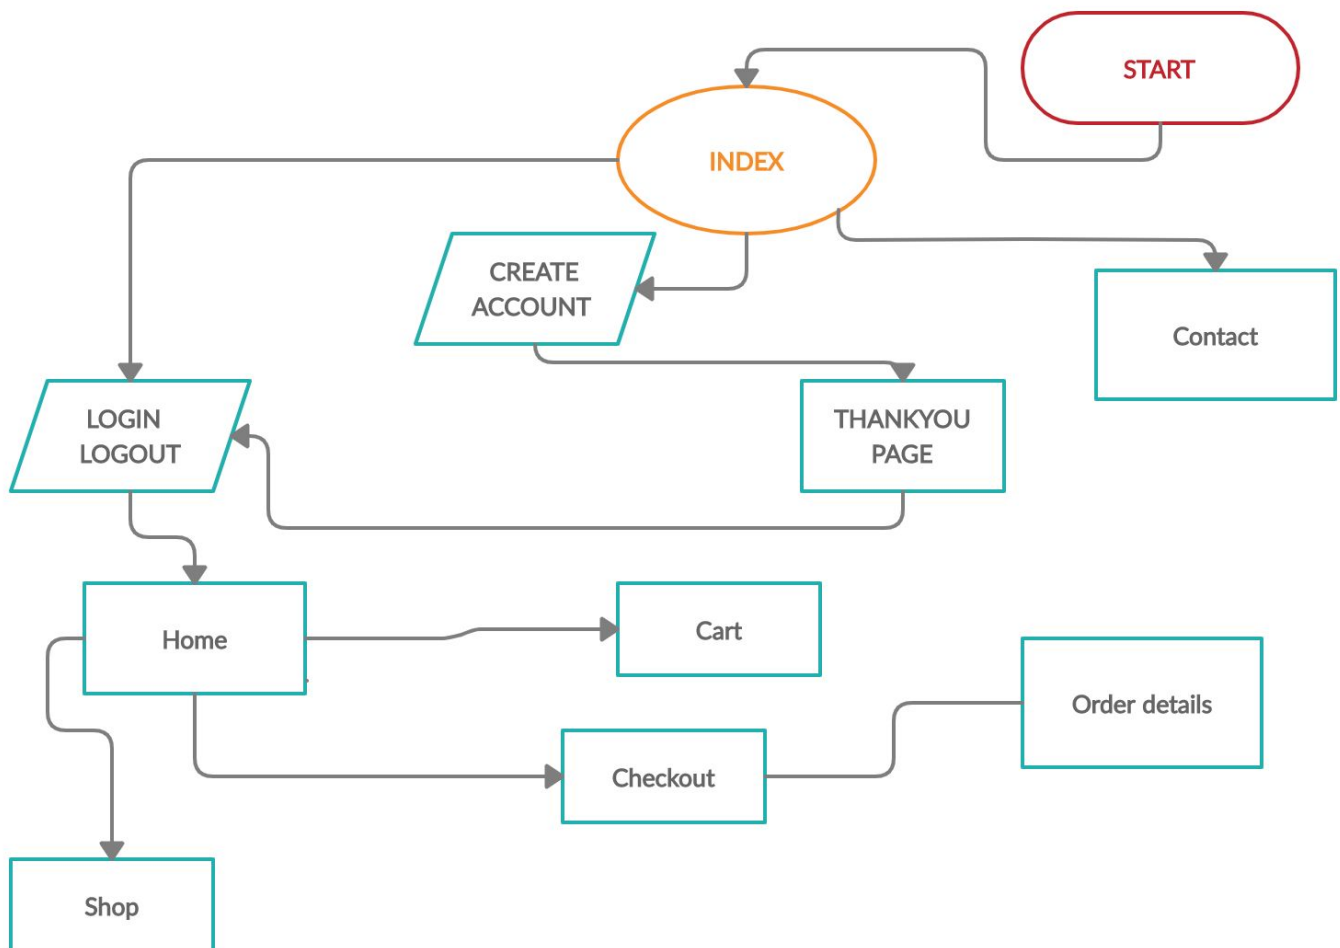 START
INDEX
CREATE
ACCOUNT
Contact
LOGIN
LOGOUT
THANKYOU
PAGE
Home
Cart
Order details
Checkout
Shop